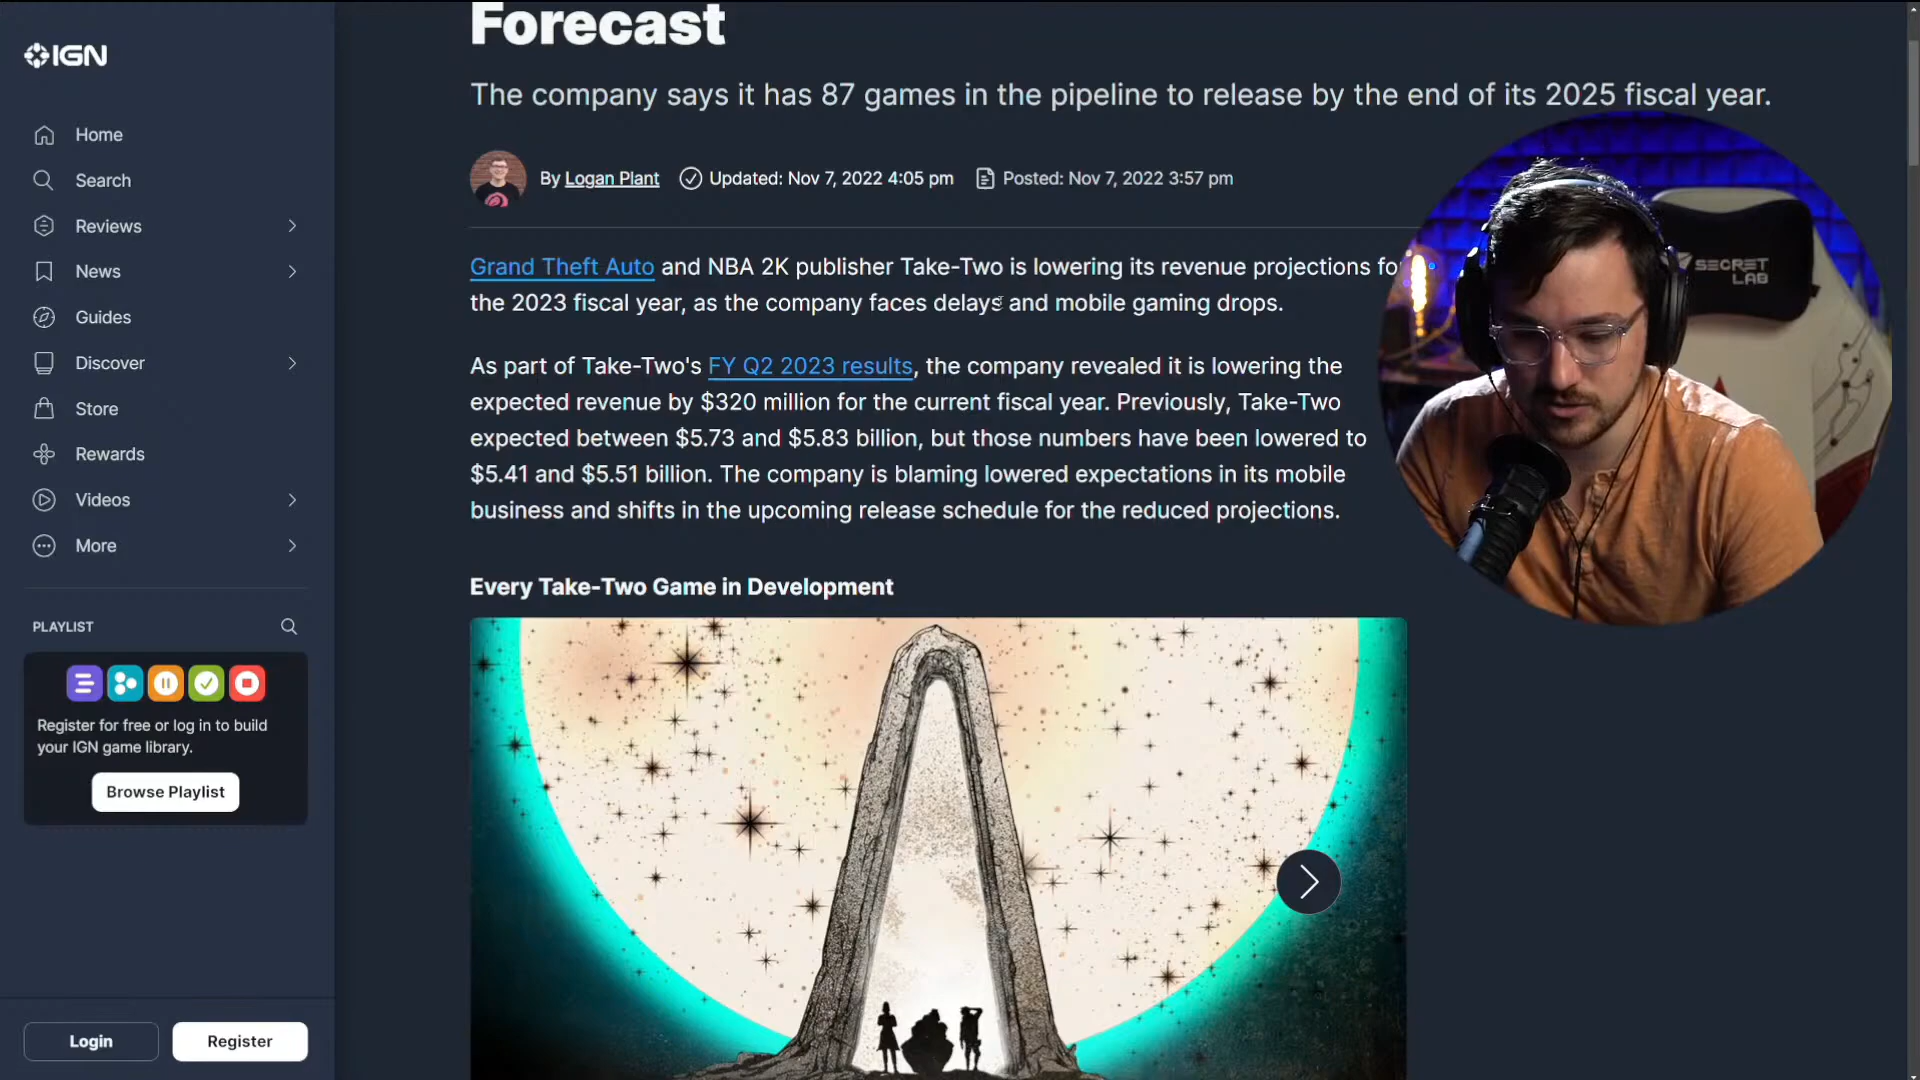 IGN
Home
Search
Reviews
News
Guides
Discover
Store
Rewards
Videos
More
PLAYLIST
Register for free or log in to build
your IGN game library.
Browse Playlist
Login
Register
Forecast
The company says it has 87 games in the pipeline to release by the end of its 2025 fiscal year.
By Logan Plant Updated: Nov 7, 2022 4:05 pm Posted: Nov 7, 2022 3:57 pm
Grand Theft Auto and NBA 2K publisher Take-Two is lowering its revenue projections fo
the 2023 fiscal year, as the company faces delays and mobile gaming drops.
As part of Take-Two's FY Q2 2023 results, the company revealed it is lowering the
expected revenue by $320 million for the current fiscal year. Previously, Take-Two
expected between $5.73 and $5.83 billion, but those numbers have been lowered to
$5.41 and $5.51 billion. The company is blaming lowered expectations in its mobile
business and shifts in the upcoming release schedule for the reduced projections.
Every Take-Two Game in Development
SECRET
LAB